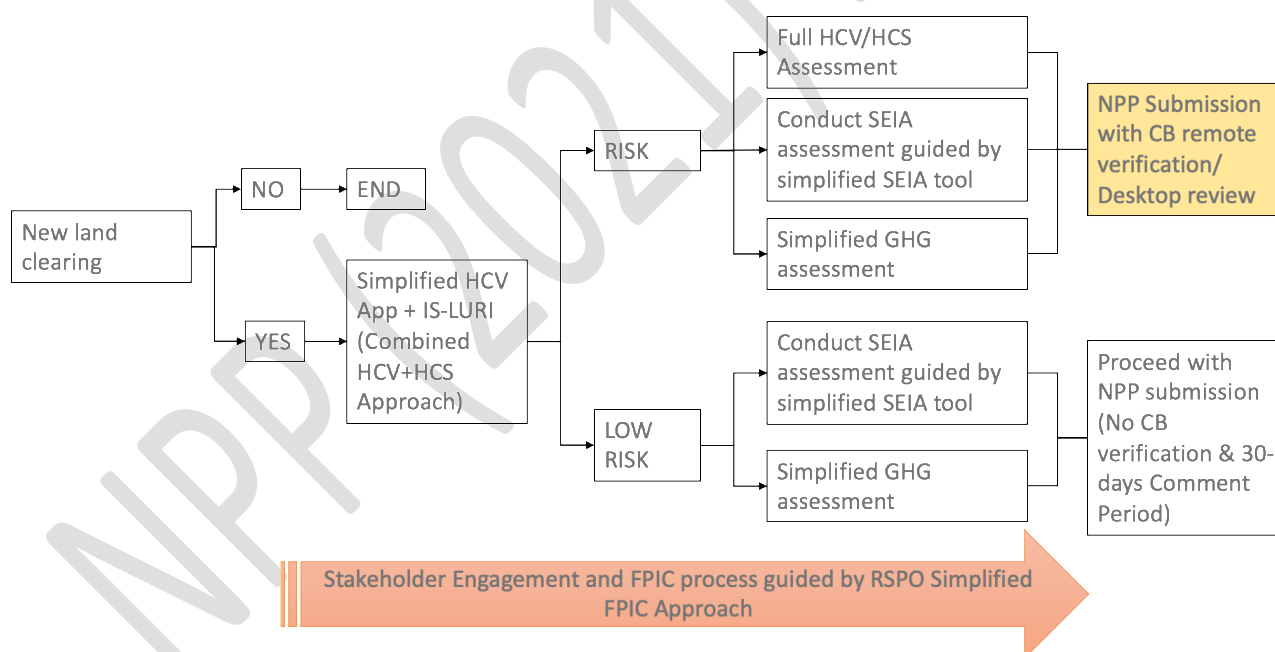 Full HCV/HCS
Assessment
NPP Submission
with CB remote
verification/
Desktop review
RISK
Conduct SEIA
assessment guided by
simplified SEIA tool
NO
END
New land
clearing
Simplified GHG
assessment
Simplified HCV
App + IS-LURI
(Combined
HCV+HCS
Approach)
YES
Conduct SEIA
assessment guided by
simplified SEIA tool
Proceed with
NPP submission
(No CB
verification & 30-
days Comment
Period)
LOW
RISK
Simplified GHG
assessment
Stakeholder Engagement and FPIC process guided by RSPO Simplified
FPIC Approach
NPP (2021)